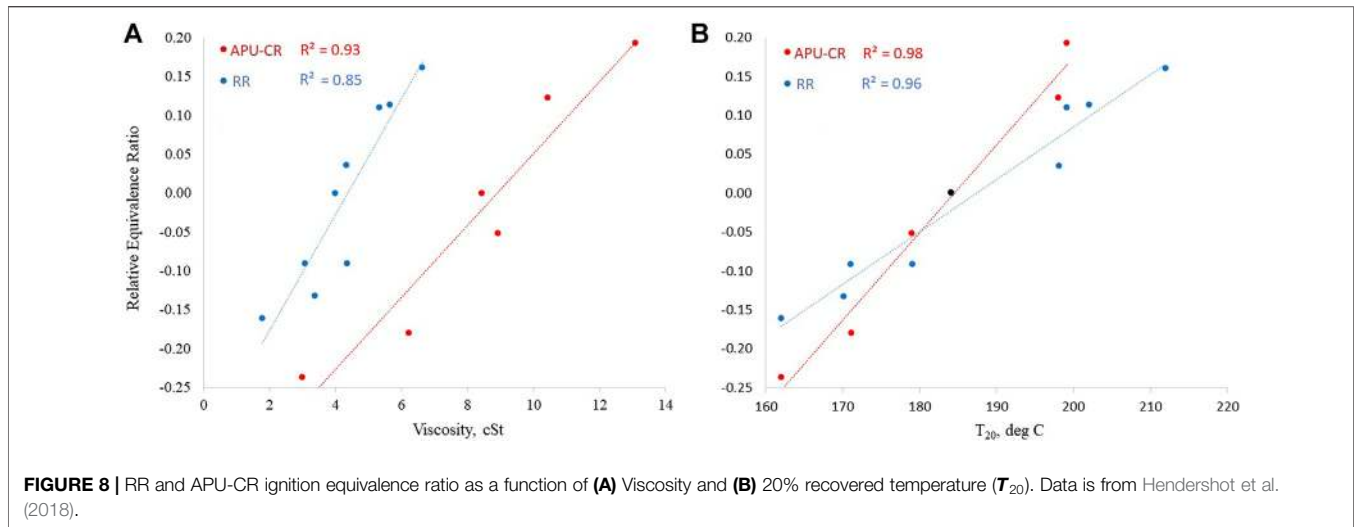 A
B
APU-CR R² = 0.93
RR R² = 0.85
Relative Equivalence Ratio
0.20
0.15
0.10
0.05
0.00
-0.05
-0.10
-0.15
-0.20
-0.25
0 2 4 6 8 10 12 14
Viscosity, cSt
APU-CR R² = 0.98
RR R² = 0.96
0.20
0.15
0.10
0.05
0.00
-0.05
-0.10
-0.15
-0.20
-0.25
160 170 180 190 200 210 220
T₂₀, deg C
FIGURE 8 | RR and APU-CR ignition equivalence ratio as a function of (A) Viscosity and (B) 20% recovered temperature (T₂₀). Data is from Hendershot et al.
(2018).